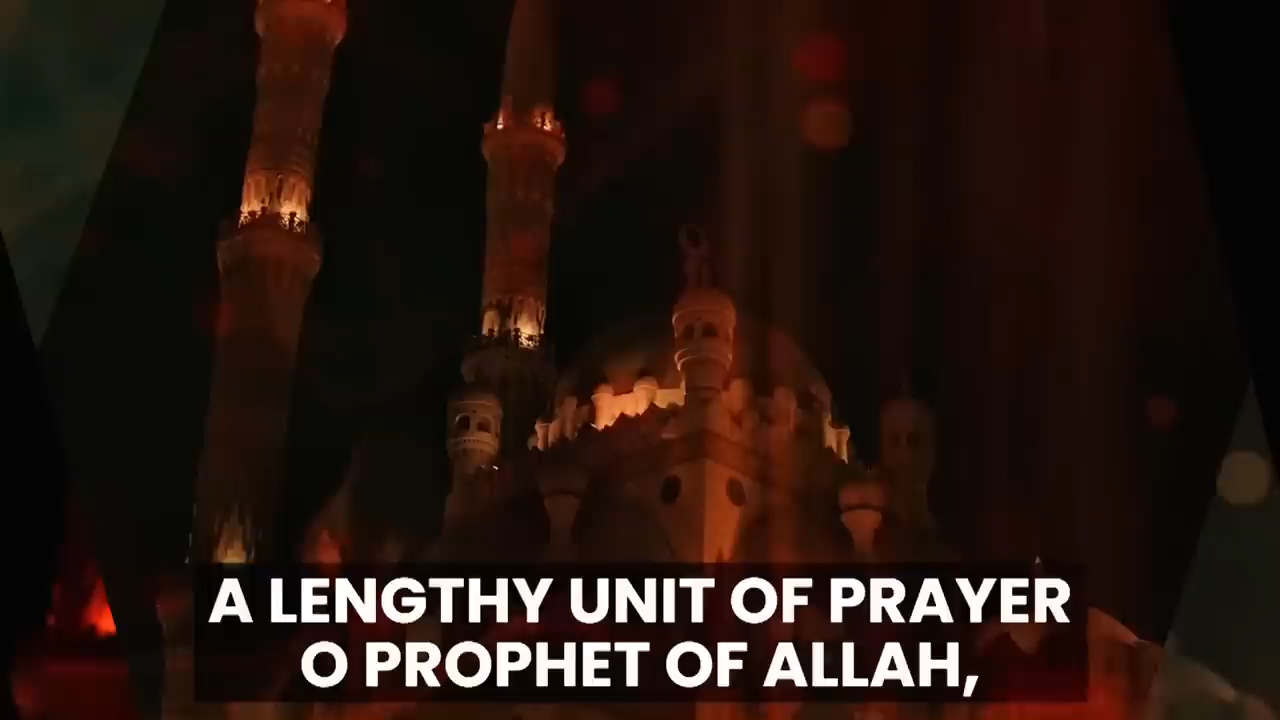 A LENGTHY UNIT OF PRAYER
O PROPHET OF ALLAH,